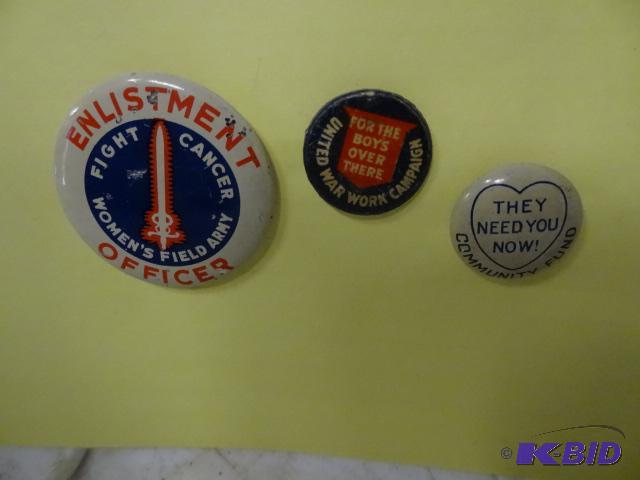 ENLISTMENT
FIGHT CANCER
WOMEN'S FIELD ARMY
OFFICER
FOR THE
BOYS
OVER
THERE
UNITED WAR WORK CAMPAIGN
THEY
NEED YOU
NOW!
COMMUNITY FUND
© K-BID